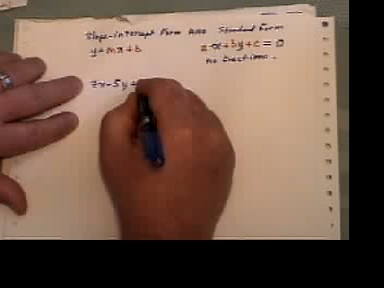 Slope-intercept Form AND Standard Form
y=mx+b ax+by+c=0
no fractions.
7x-5y+